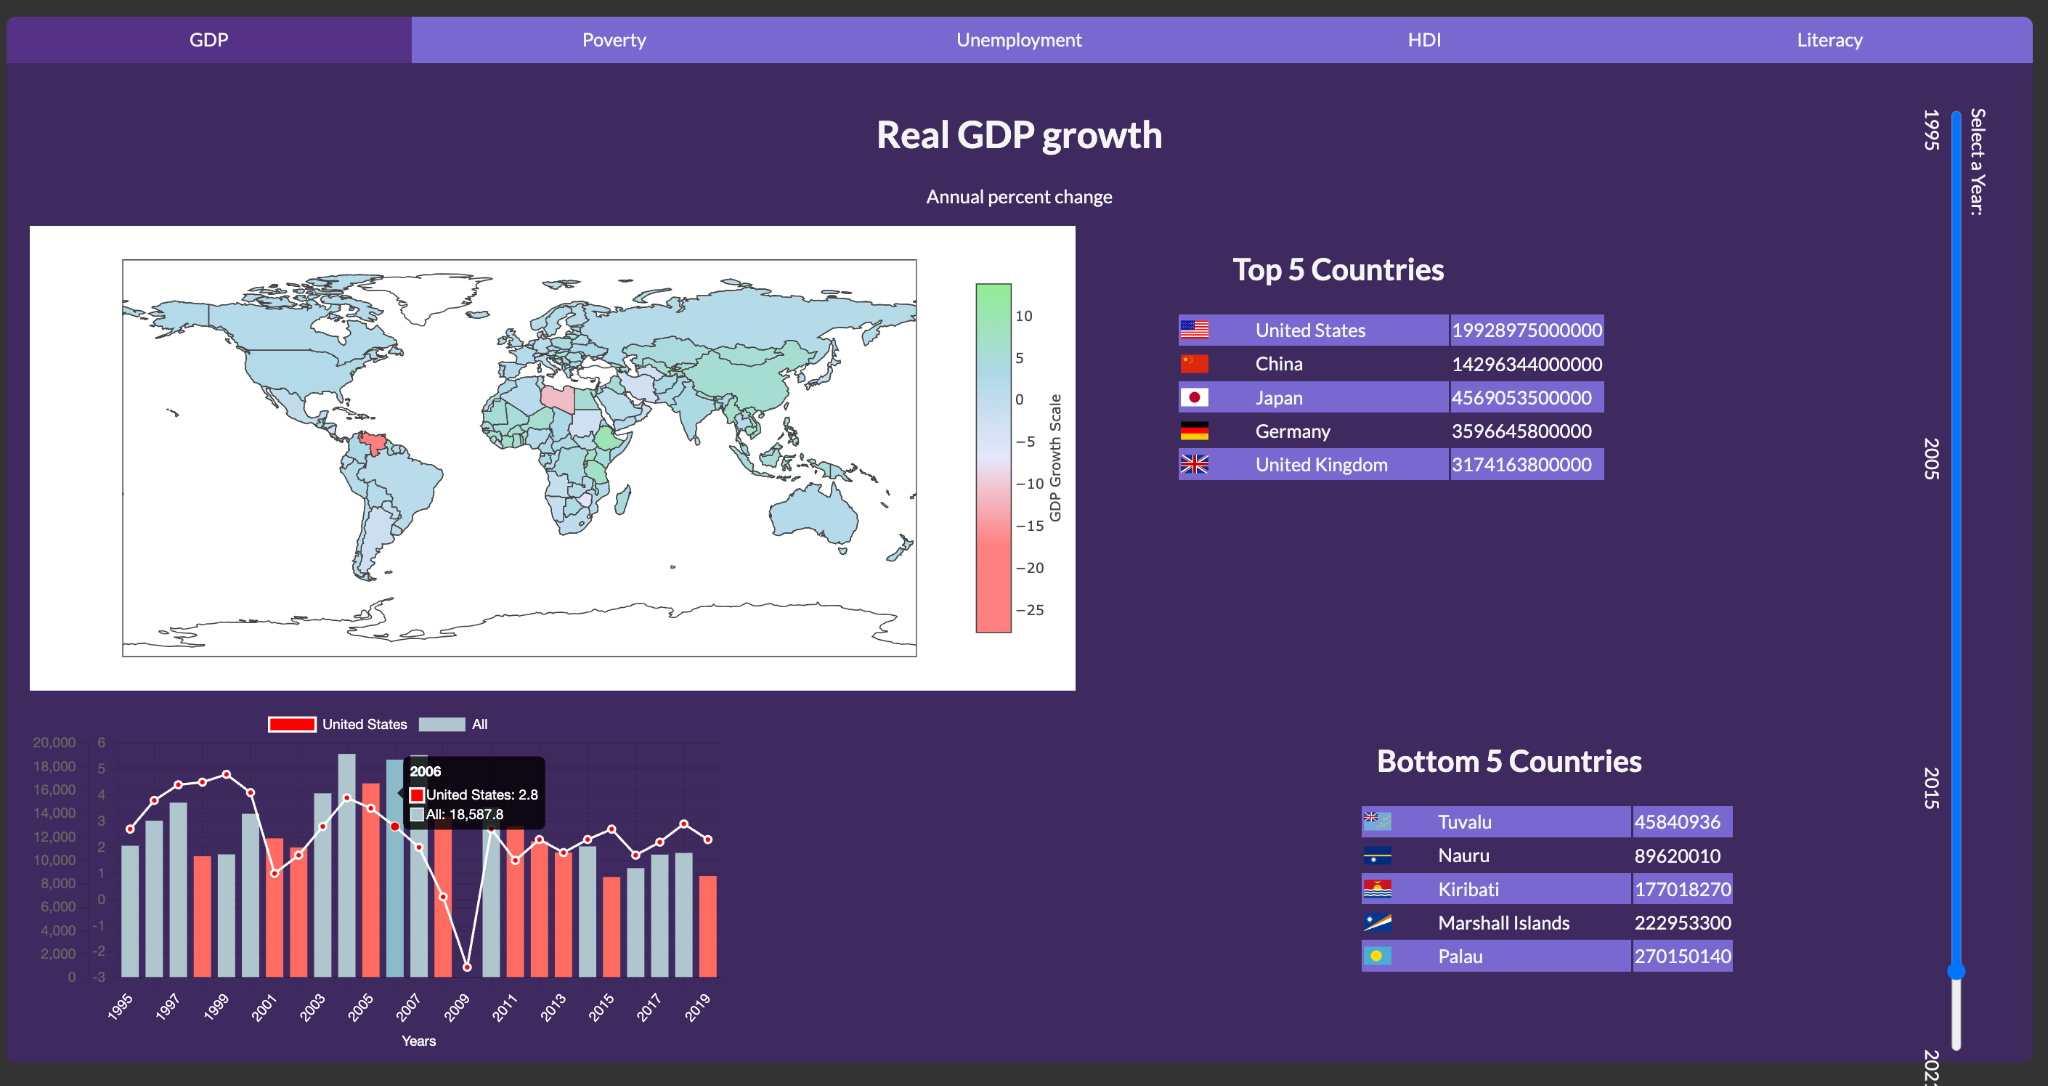 GDP
Poverty
Unemployment
HDI
Literacy
Real GDP growth
Annual percent change
10
5
0
−5
−10
−15
−20
−25
GDP Growth Scale
Top 5 Countries
United States 19928975000000
China 14296344000000
Japan 4569053500000
Germany 3596645800000
United Kingdom 3174163800000
Select a Year:
1995
2005
2015
United States
All
20,000
18,000
16,000
14,000
12,000
10,000
8,000
6,000
4,000
2,000
0
6
5
4
3
2
1
0
-1
-2
-3
2006
United States: 2.8
All: 18,587.8
1995
1997
1999
2001
2003
2005
2007
2009
2011
2013
2015
2017
2019
Years
Bottom 5 Countries
Tuvalu 45840936
Nauru 89620010
Kiribati 177018270
Marshall Islands 222953300
Palau 270150140